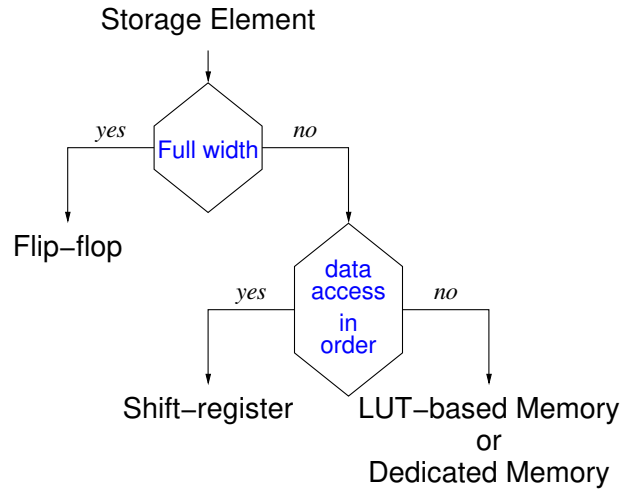 Storage Element
yes
no
Full width
Flip−flop
data
access
in
order
yes
no
Shift−register
LUT−based Memory
or
Dedicated Memory